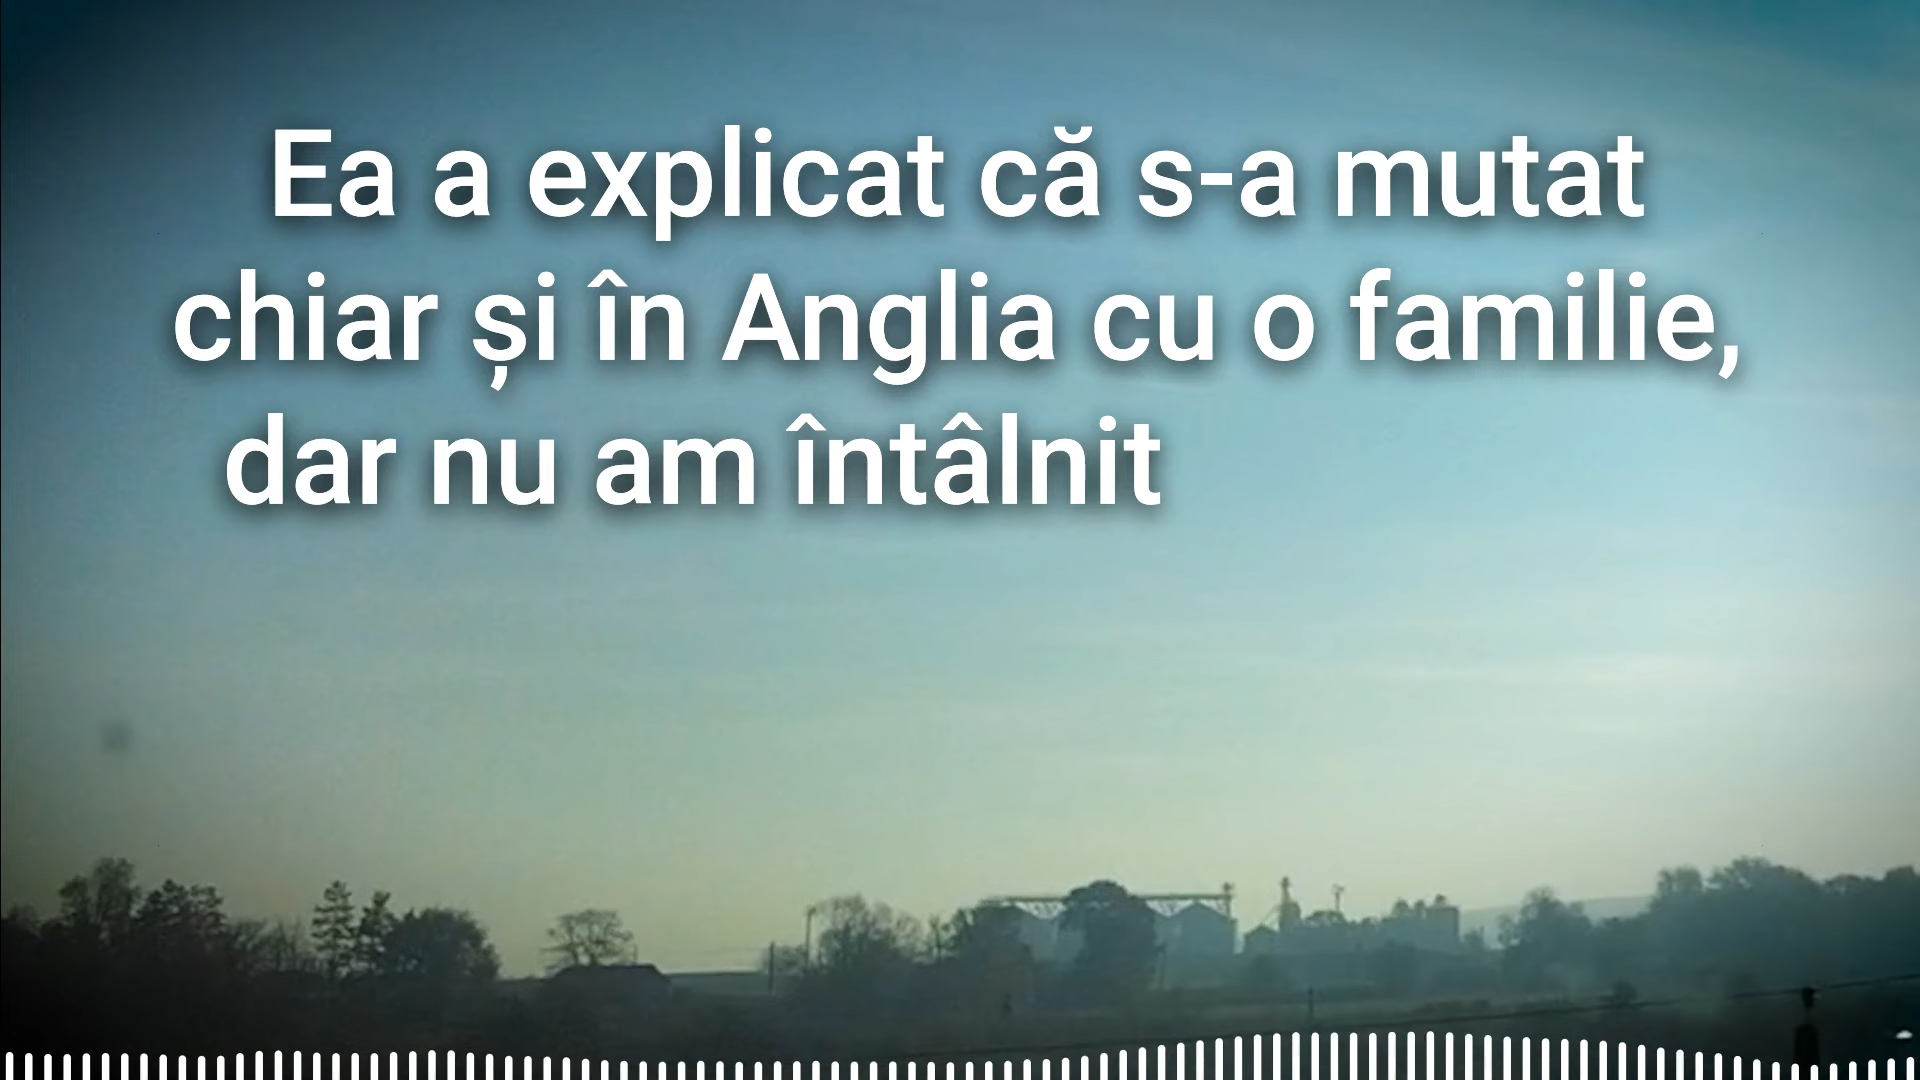 Ea a explicat că s-a mutat
chiar și în Anglia cu o familie,
dar nu am întâlnit